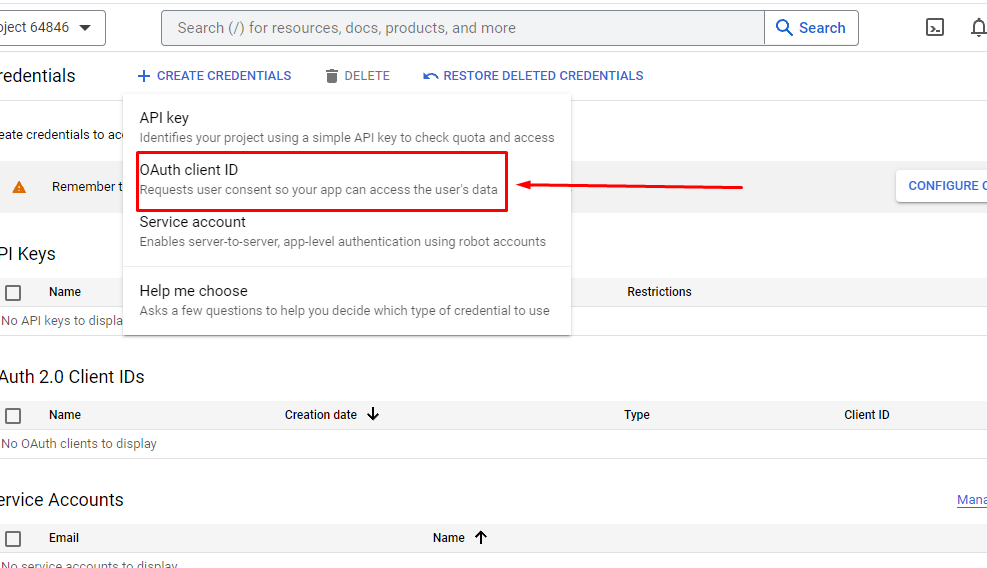 oject 64846
Search (/) for resources, docs, products, and more
Search
redentials
CREATE CREDENTIALS
DELETE
RESTORE DELETED CREDENTIALS
API key
Identifies your project using a simple API key to check quota and access
eate credentials to acc
OAuth client ID
Requests user consent so your app can access the user's data
Remember t
CONFIGURE C
Service account
Enables server-to-server, app-level authentication using robot accounts
PI Keys
Help me choose
Asks a few questions to help you decide which type of credential to use
Name
Restrictions
No API keys to displa
Auth 2.0 Client IDs
Name Creation date Type Client ID
No OAuth clients to display
ervice Accounts
Mana
Email Name
No service accounts to display